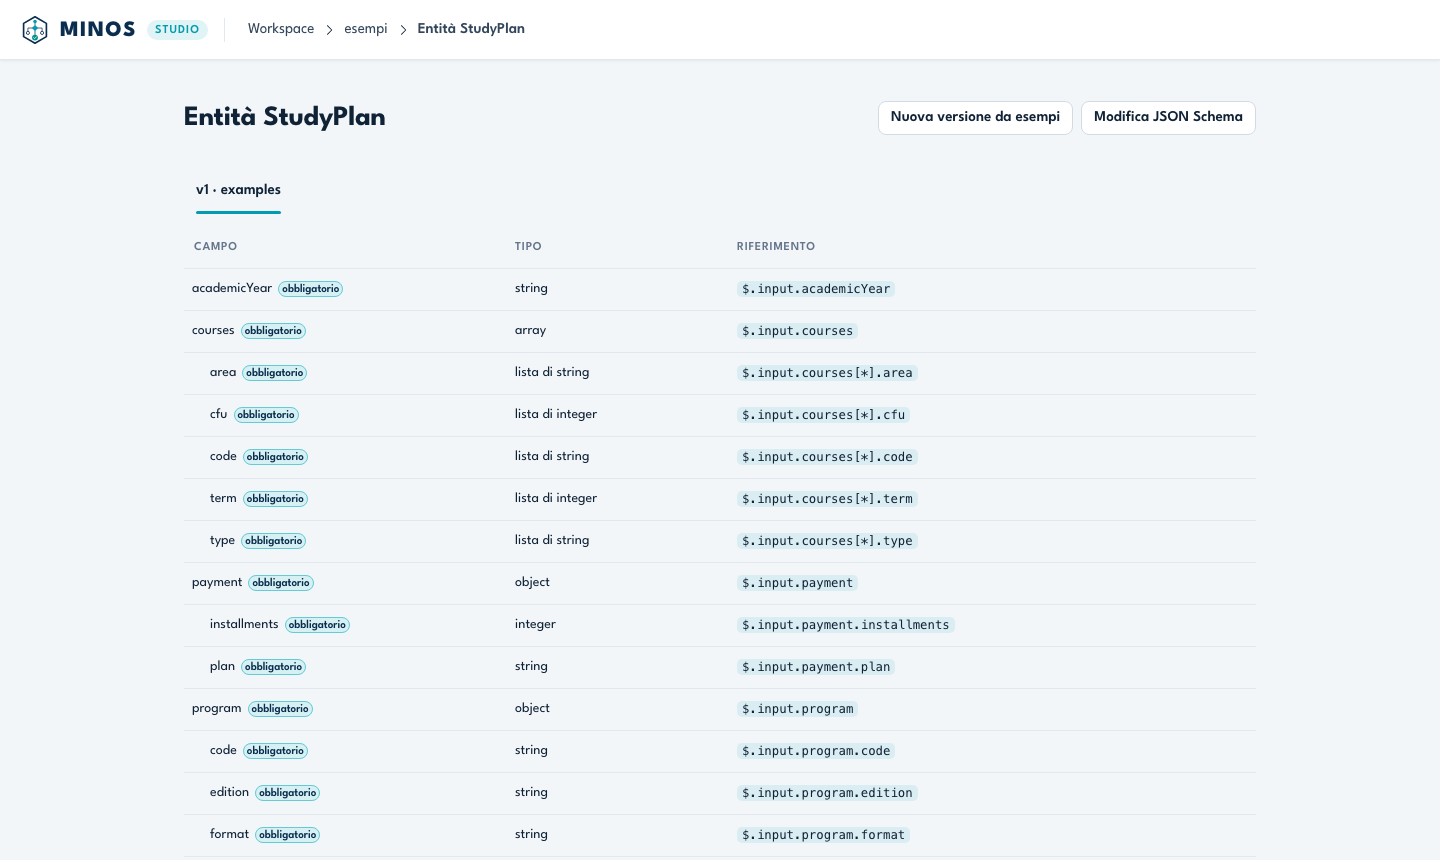 MINOS STUDIO Workspace esempi Entità StudyPlan
Entità StudyPlan Nuova versione da esempi Modifica JSON Schema
v1 · examples
CAMPO TIPO RIFERIMENTO
academicYear obbligatorio string $.input.academicYear
courses obbligatorio array $.input.courses
area obbligatorio lista di string $.input.courses[*].area
cfu obbligatorio lista di integer $.input.courses[*].cfu
code obbligatorio lista di string $.input.courses[*].code
term obbligatorio lista di integer $.input.courses[*].term
type obbligatorio lista di string $.input.courses[*].type
payment obbligatorio object $.input.payment
installments obbligatorio integer $.input.payment.installments
plan obbligatorio string $.input.payment.plan
program obbligatorio object $.input.program
code obbligatorio string $.input.program.code
edition obbligatorio string $.input.program.edition
format obbligatorio string $.input.program.format